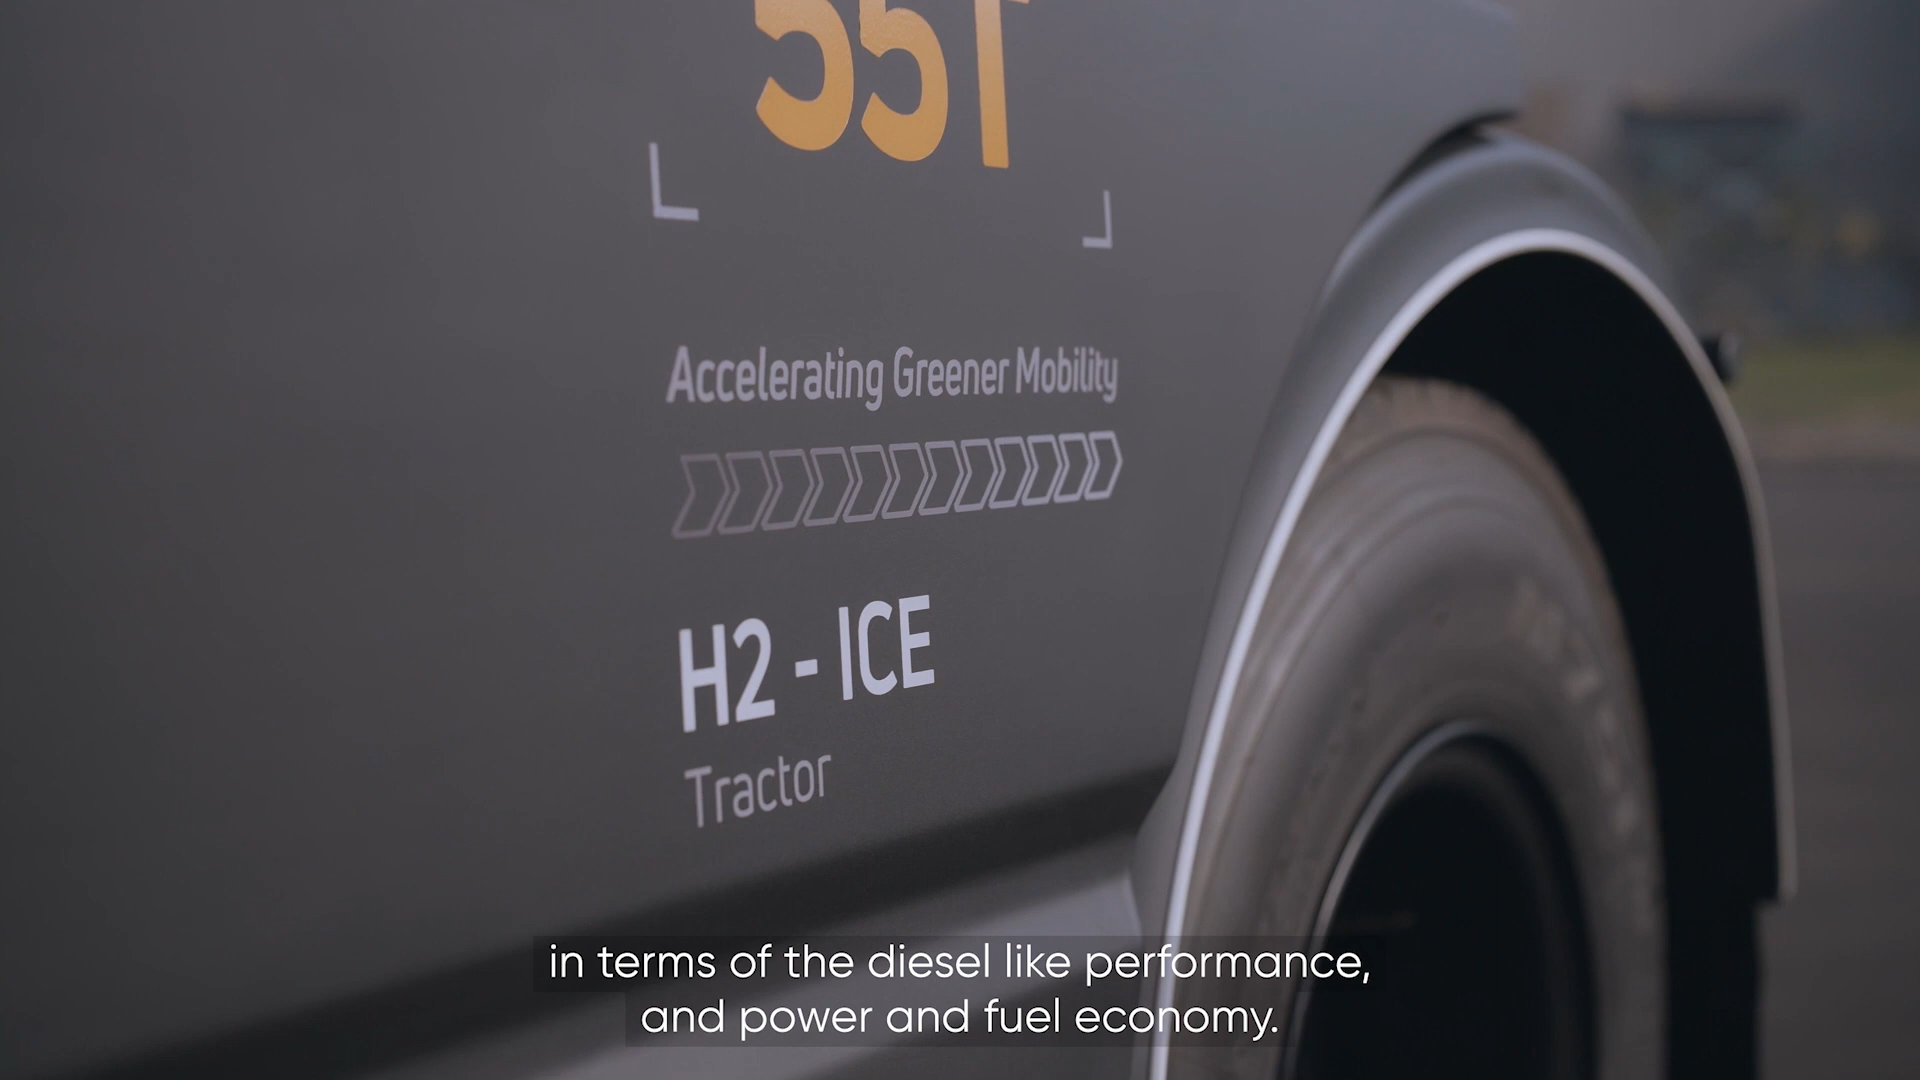 55T
Accelerating Greener Mobility
H2 - ICE
Tractor
in terms of the diesel like performance,
and power and fuel economy.